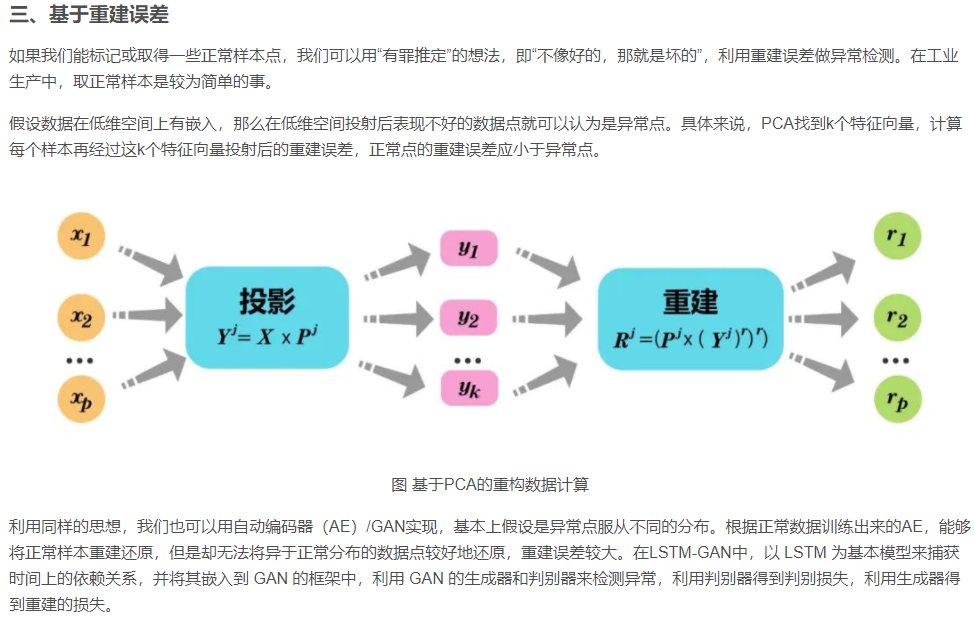 三、基于重建误差
如果我们能标记或取得一些正常样本点，我们可以用“有罪推定”的想法，即“不像好的，那就是坏的”，利用重建误差做异常检测。在工业
生产中，取正常样本是较为简单的事。
假设数据在低维空间上有嵌入，那么在低维空间投射后表现不好的数据点就可以认为是异常点。具体来说，PCA找到k个特征向量，计算
每个样本再经过这k个特征向量投射后的重建误差，正常点的重建误差应小于异常点。
x1
x2
...
xp
投影
Y^j = X × P^j
y1
y2
...
yk
重建
R^j =(P^j×( Y^j)^r)^r)
r1
r2
...
rp
图 基于PCA的重构数据计算
利用同样的思想，我们也可以用自动编码器（AE）/GAN实现，基本上假设是异常点服从不同的分布。根据正常数据训练出来的AE，能够
将正常样本重建还原，但是却无法将异于正常分布的数据点较好地还原，重建误差较大。在LSTM-GAN中，以 LSTM 为基本模型来捕获
时间上的依赖关系，并将其嵌入到 GAN 的框架中，利用 GAN 的生成器和判别器来检测异常，利用判别器得到判别损失，利用生成器得
到重建的损失。